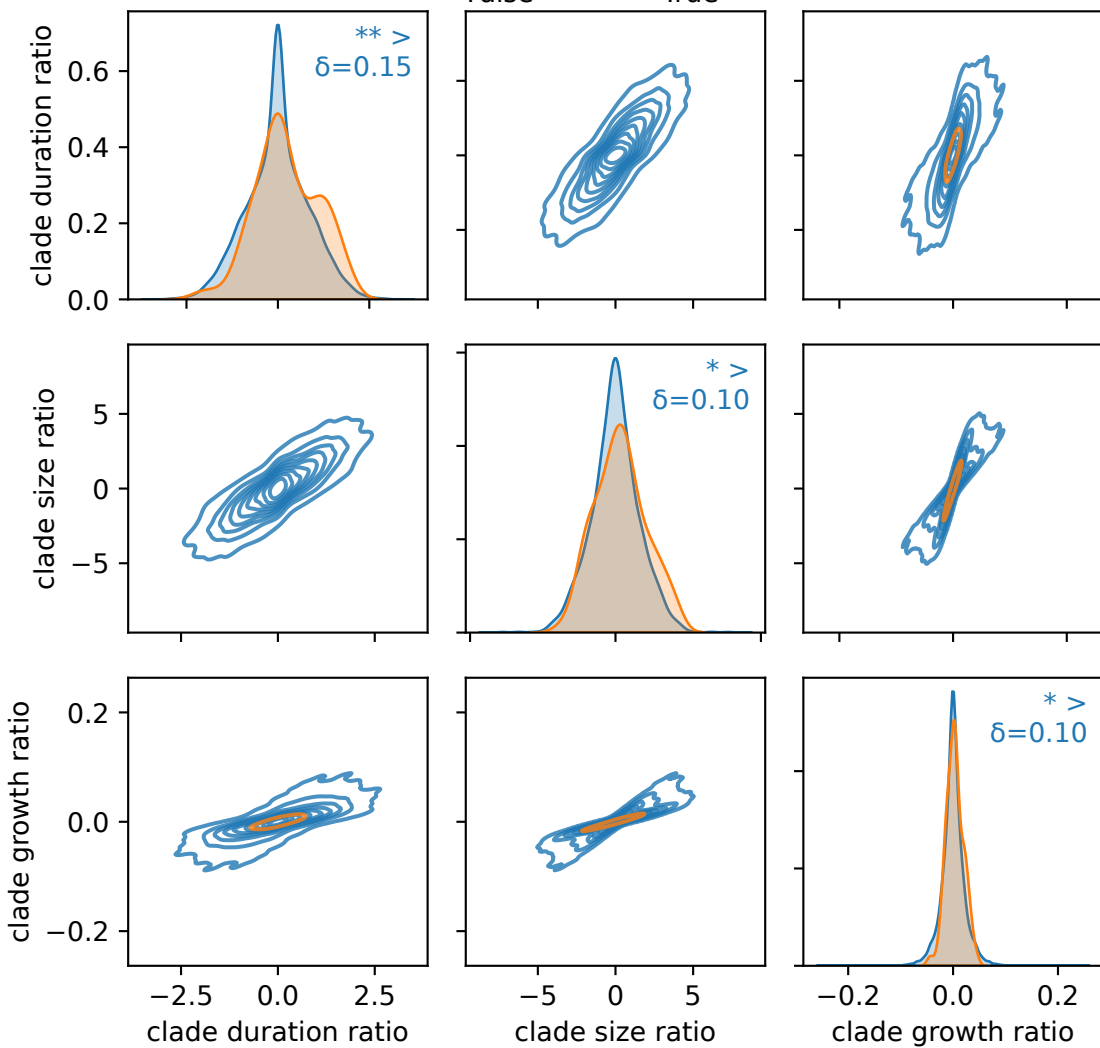 ** >
δ=0.15
clade duration ratio
0.6
0.4
0.2
0.0
* >
δ=0.10
clade size ratio
5
0
−5
* >
δ=0.10
clade growth ratio
0.2
0.0
−0.2
−2.5 0.0 2.5
−5 0 5
−0.2 0.0 0.2
clade duration ratio
clade size ratio
clade growth ratio